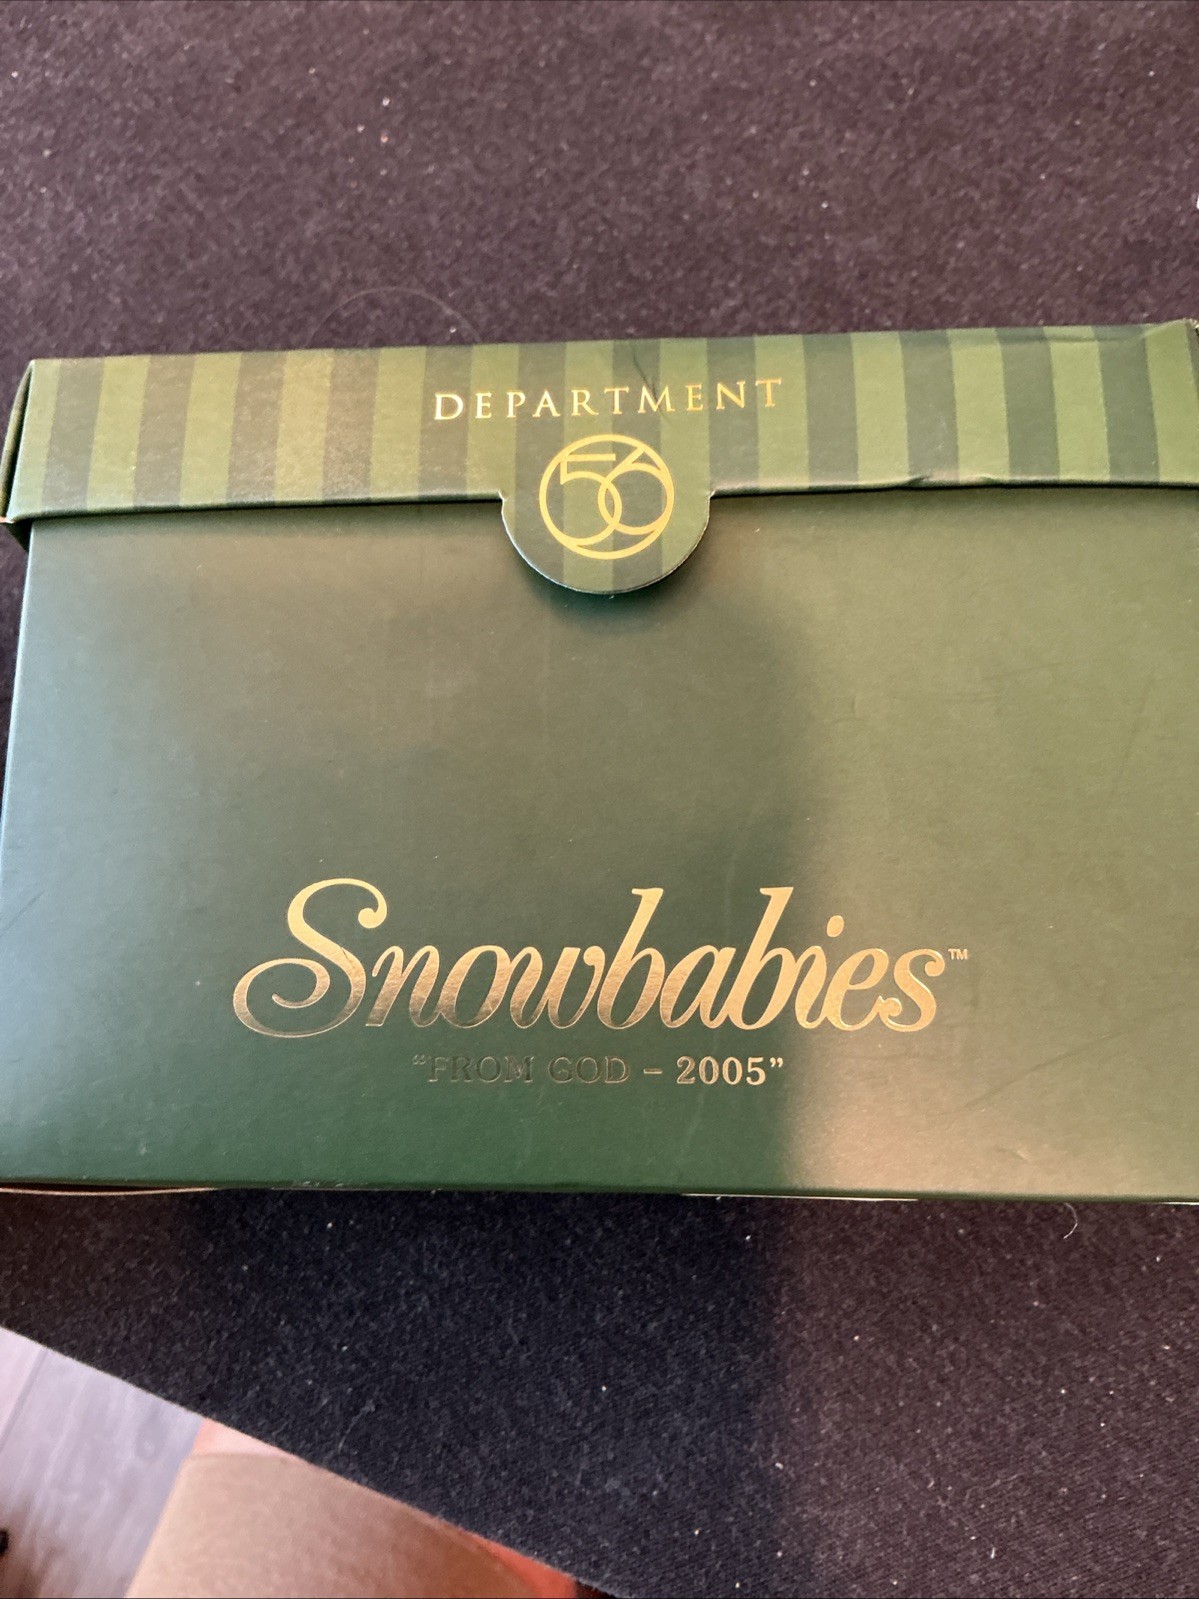 DEPARTMENT
56
Snowbabies™
“FROM GOD – 2005”